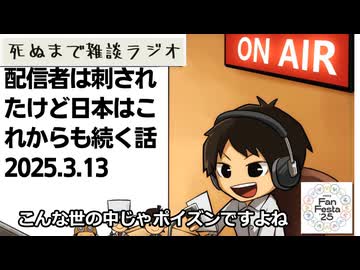 死ぬまで雑談ラジオ
ON AIR
配信者は刺され
たけど日本はこ
れからも続く話
2025.3.13
Fan
Festa
'25
こんな世の中じゃポイズンですよね